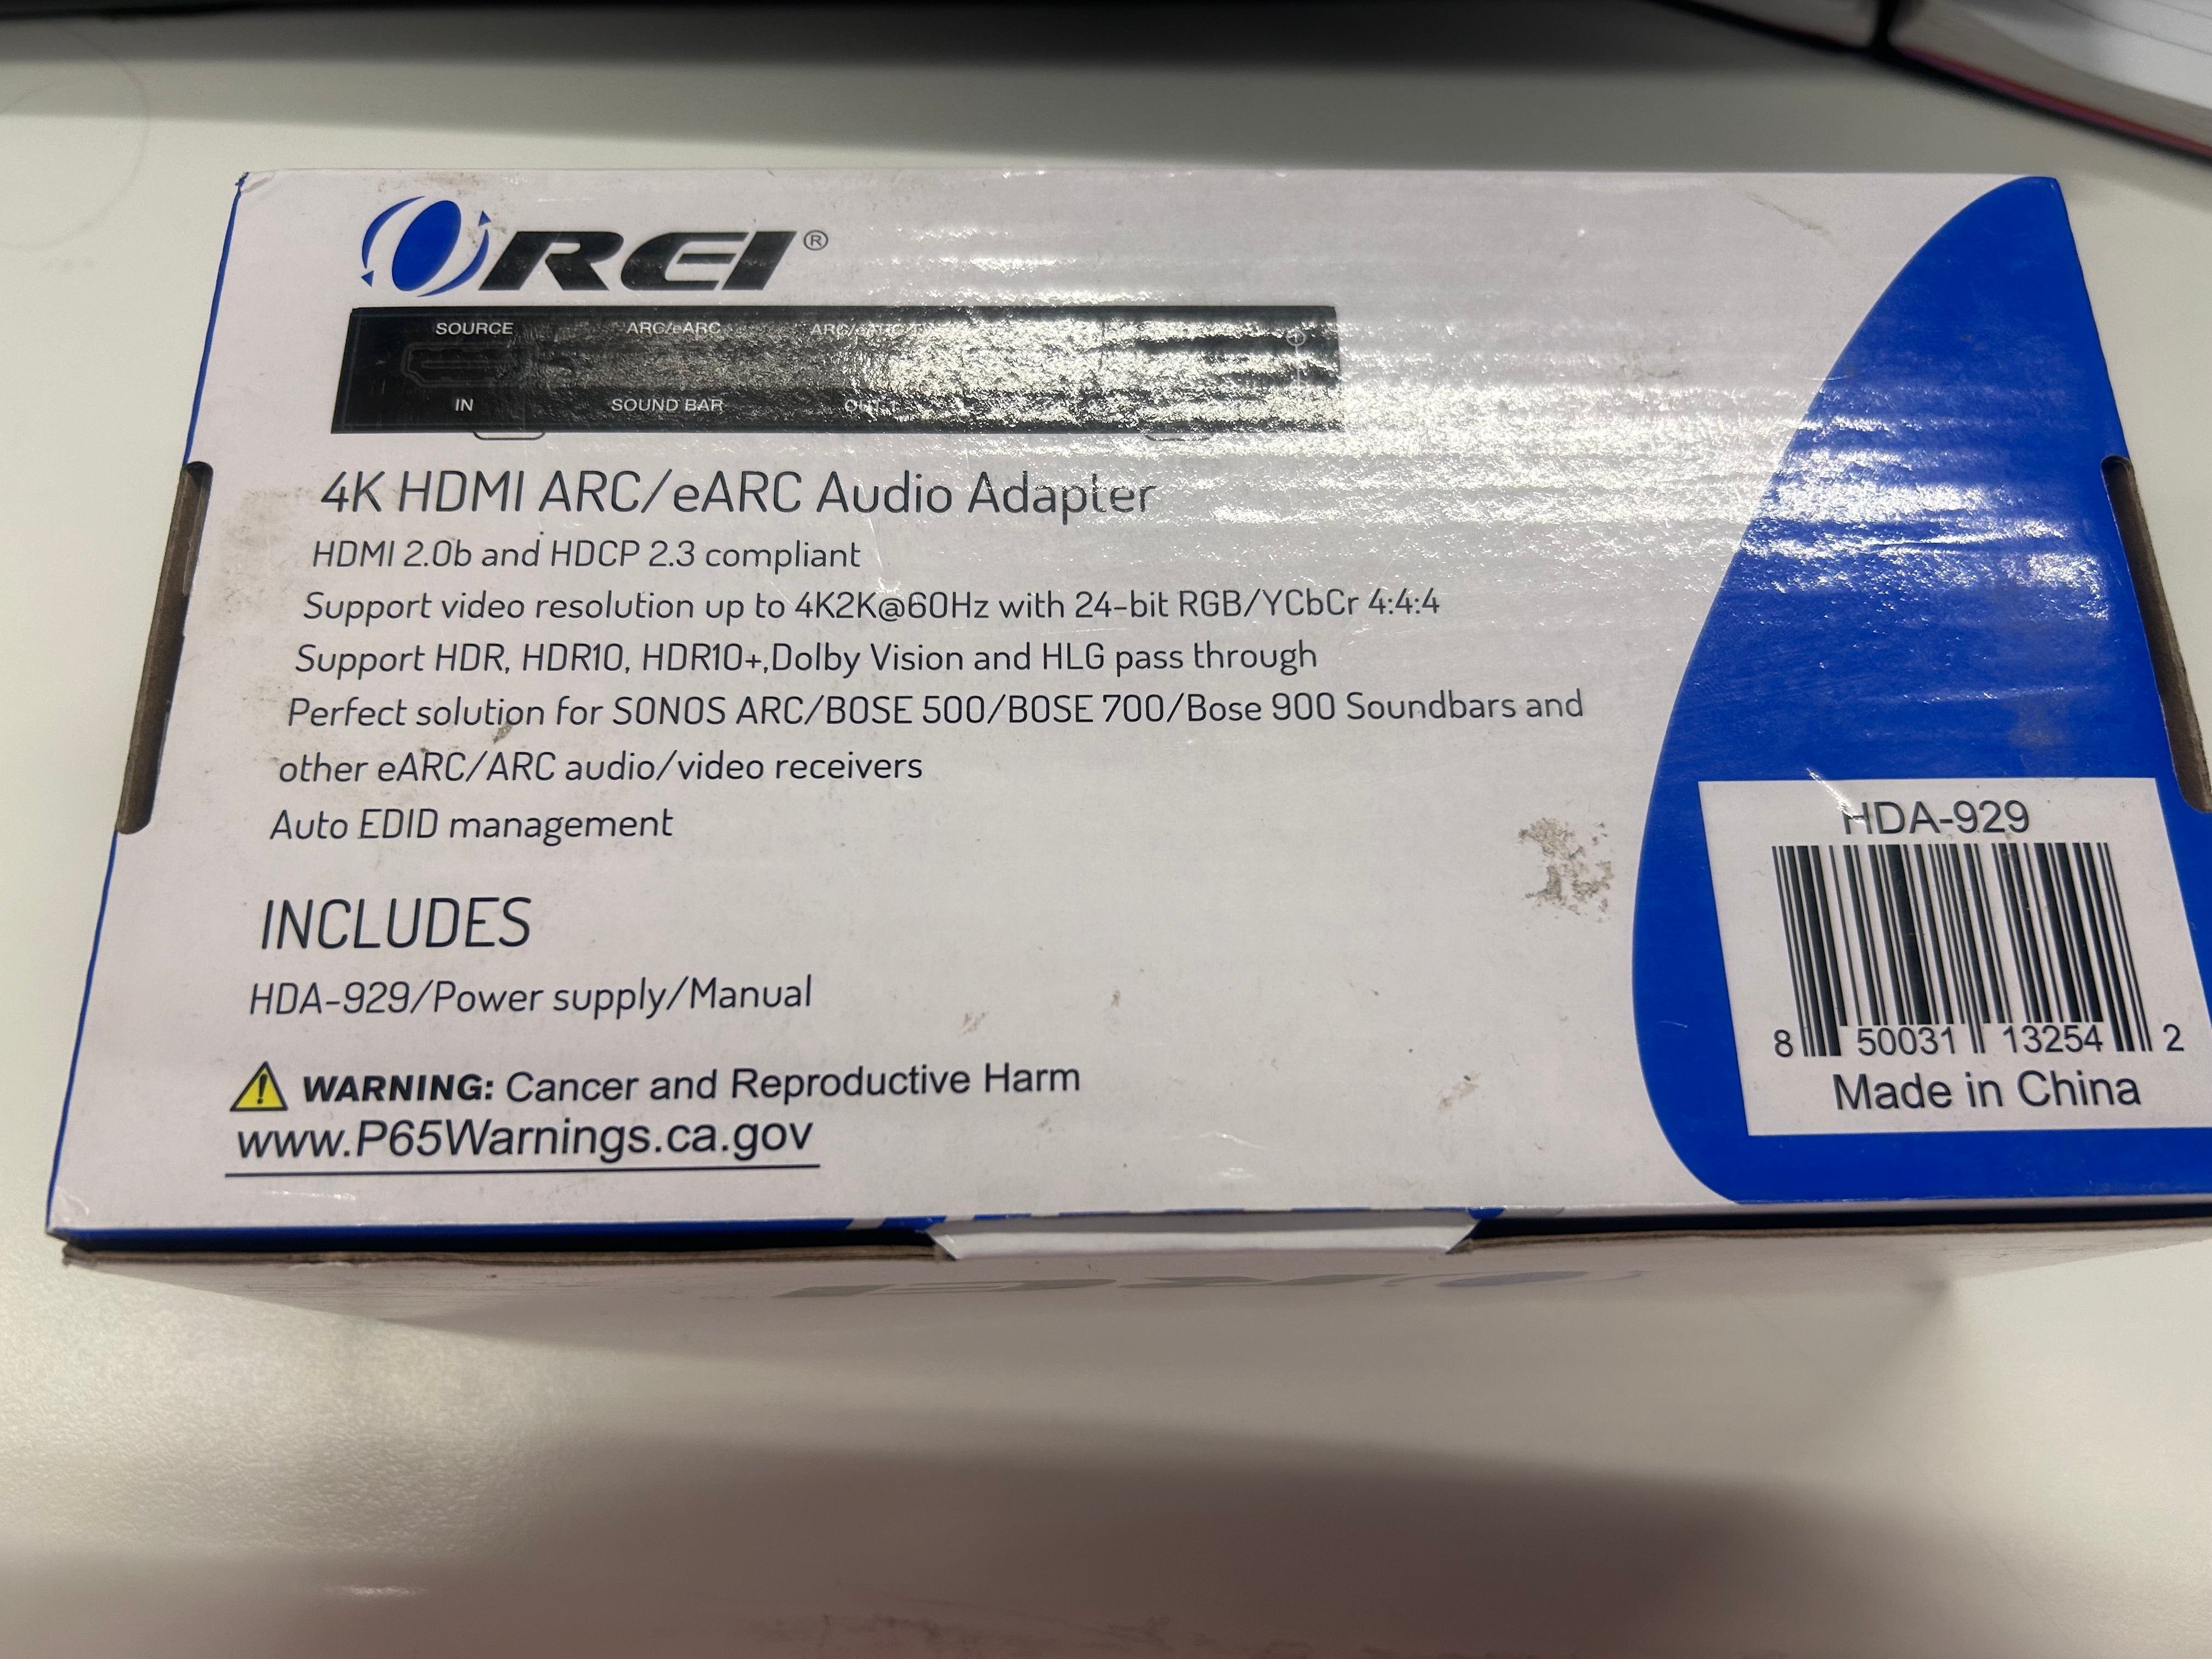 OREI®
SOURCE ARC/eARC
IN SOUND BAR OUT
4K HDMI ARC/eARC Audio Adapter
HDMI 2.0b and HDCP 2.3 compliant
Support video resolution up to 4K2K@60Hz with 24-bit RGB/YCbCr 4:4:4
Support HDR, HDR10, HDR10+,Dolby Vision and HLG pass through
Perfect solution for SONOS ARC/BOSE 500/BOSE 700/Bose 900 Soundbars and
other eARC/ARC audio/video receivers
Auto EDID management
INCLUDES
HDA-929/Power supply/Manual
WARNING: Cancer and Reproductive Harm
www.P65Warnings.ca.gov
HDA-929
8 50031 13254 2
Made in China
OREI